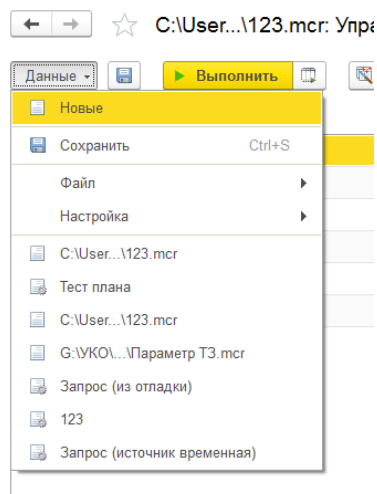 C:\User...\123.mcr: Упра
Данные
Выполнить
Новые
Сохранить Ctrl+S
Файл
Настройка
C:\User...\123.mcr
Тест плана
C:\User...\123.mcr
G:\УКО\...\Параметр ТЗ.mcr
Запрос (из отладки)
123
Запрос (источник временная)